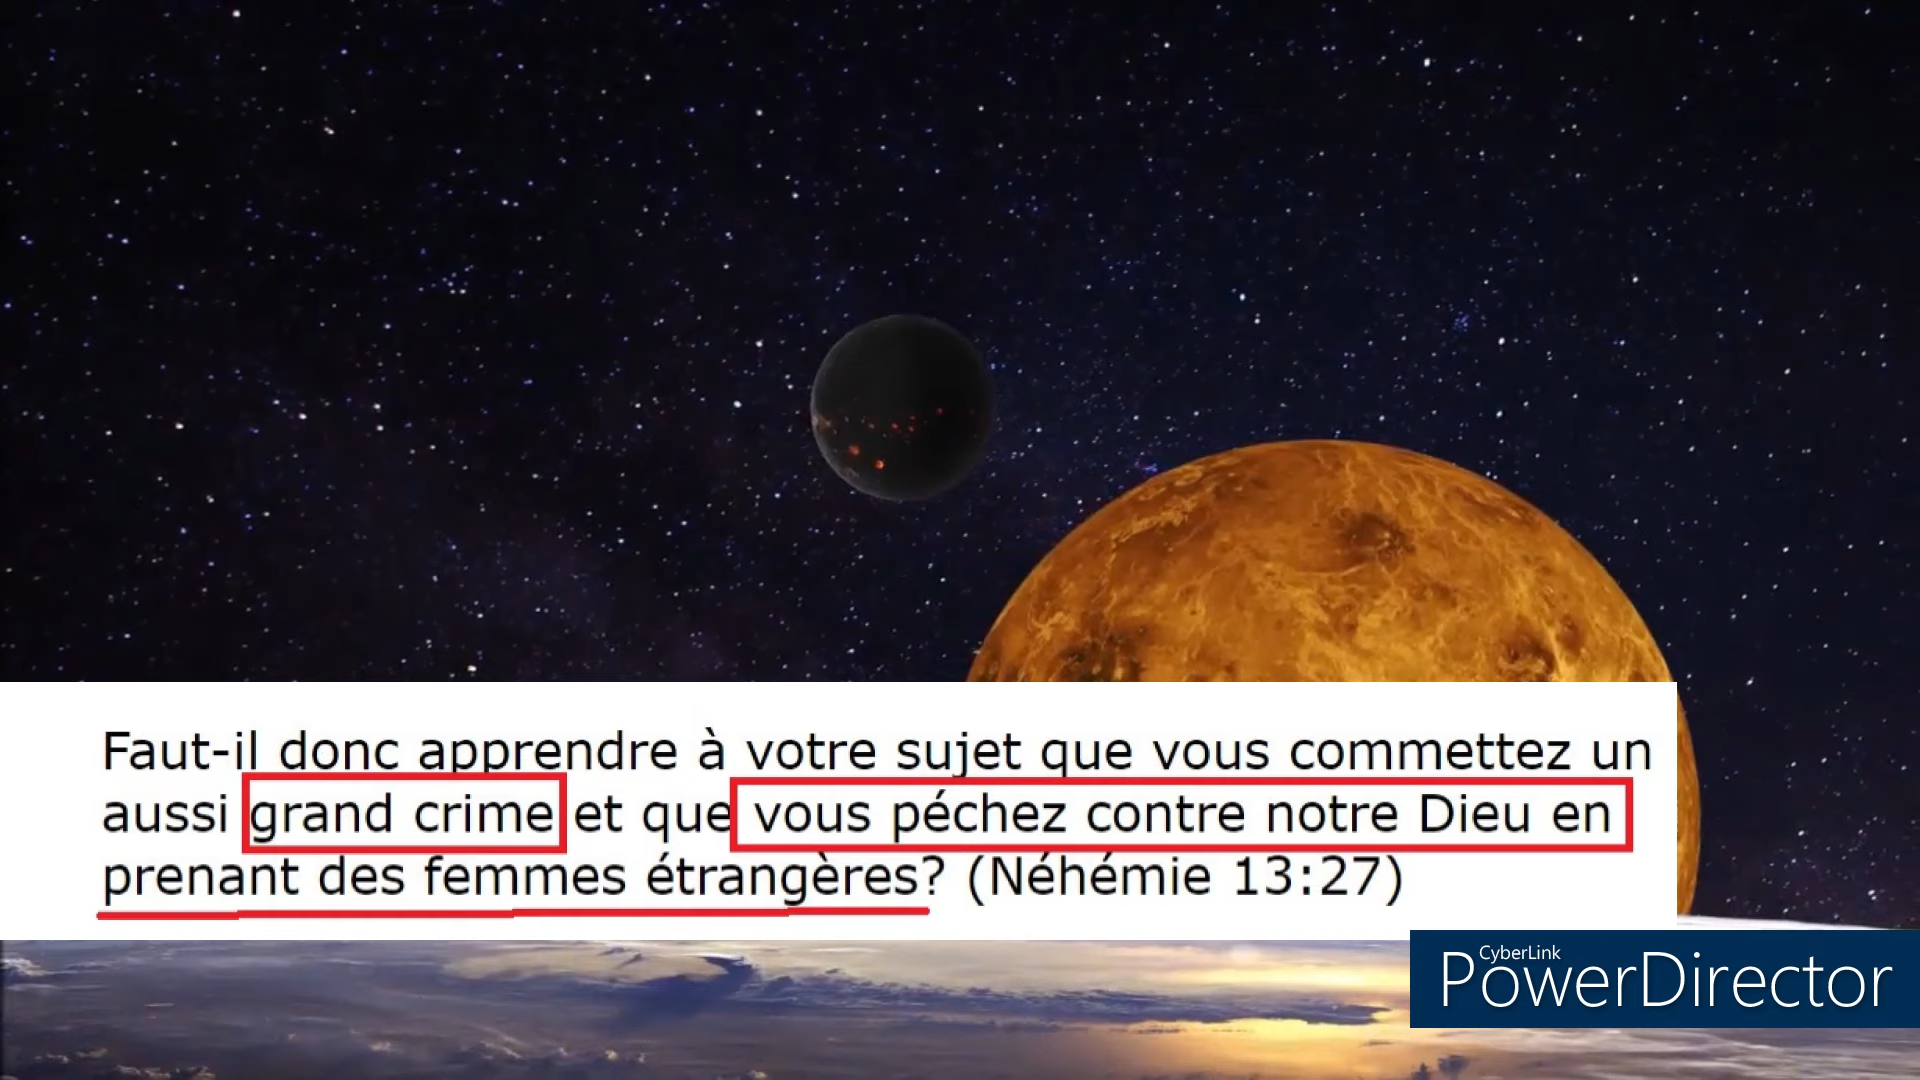 Faut-il donc apprendre à votre sujet que vous commettez un
aussi grand crime et que vous péchez contre notre Dieu en
prenant des femmes étrangères? (Néhémie 13:27)
CyberLink
PowerDirector